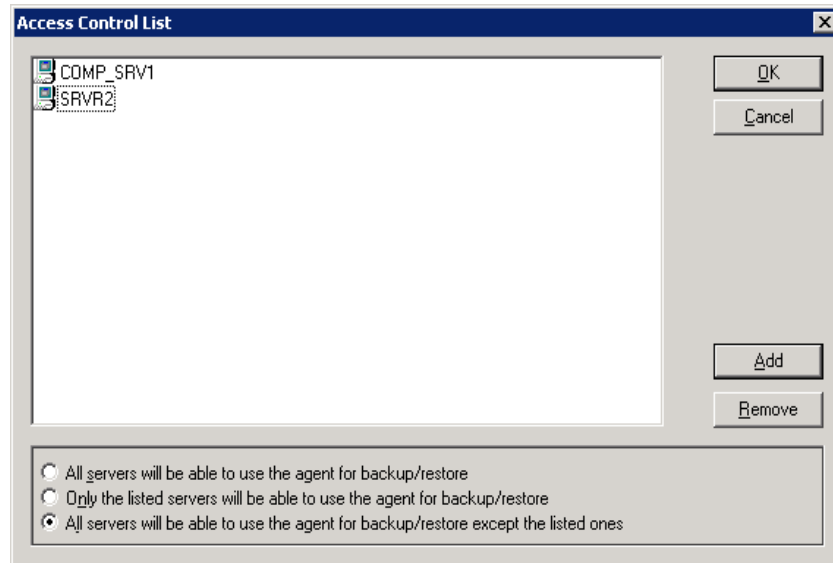 Access Control List
COMP_SRV1
SRVR2
OK
Cancel
Add
Remove
All servers will be able to use the agent for backup/restore
Only the listed servers will be able to use the agent for backup/restore
All servers will be able to use the agent for backup/restore except the listed ones